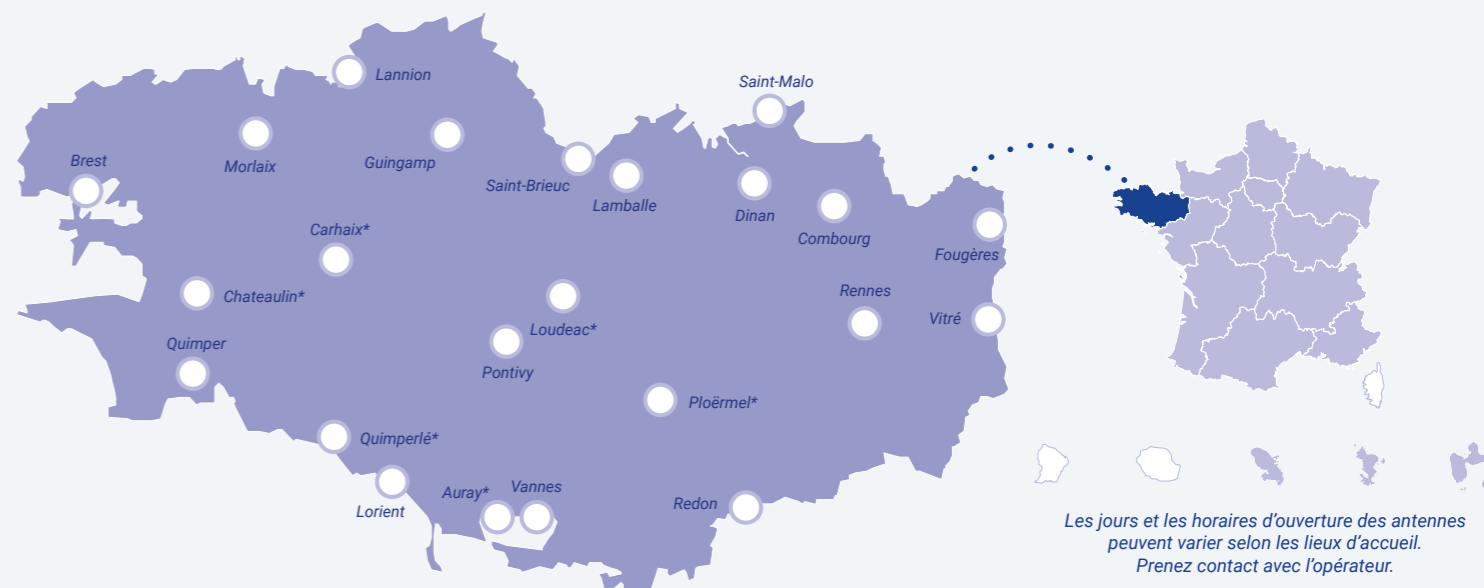 Lannion
Saint-Malo
Brest
Morlaix
Guingamp
Saint-Brieuc
Lamballe
Dinan
Combourg
Carhaix*
Fougères
Chateaulin*
Rennes
Loudeac*
Vitré
Quimper
Pontivy
Ploërmel*
Quimperlé*
Auray*
Vannes
Lorient
Redon
Les jours et les horaires d’ouverture des antennes
peuvent varier selon les lieux d’accueil.
Prenez contact avec l’opérateur.